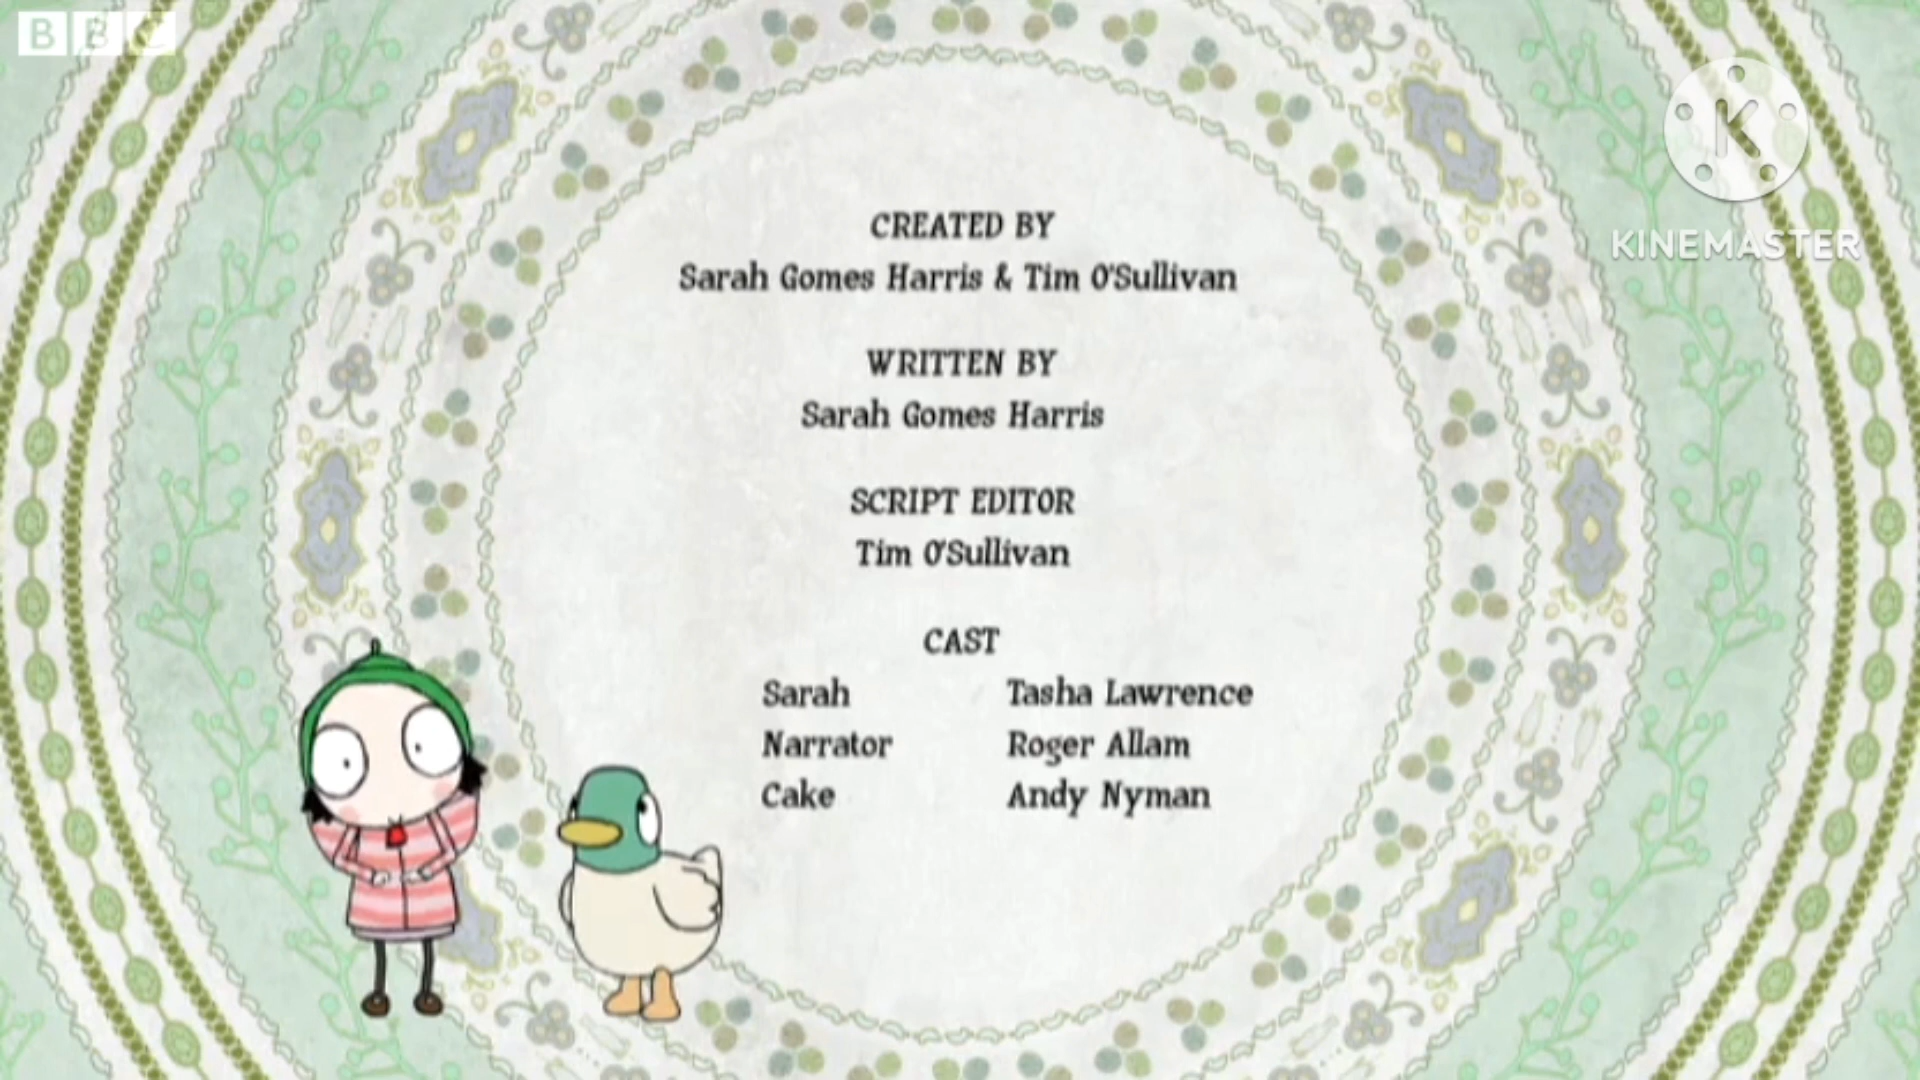 BBC
K
KINEMASTER
CREATED BY
Sarah Gomes Harris & Tim O'Sullivan
WRITTEN BY
Sarah Gomes Harris
SCRIPT EDITOR
Tim O'Sullivan
CAST
Sarah Tasha Lawrence
Narrator Roger Allam
Cake Andy Nyman